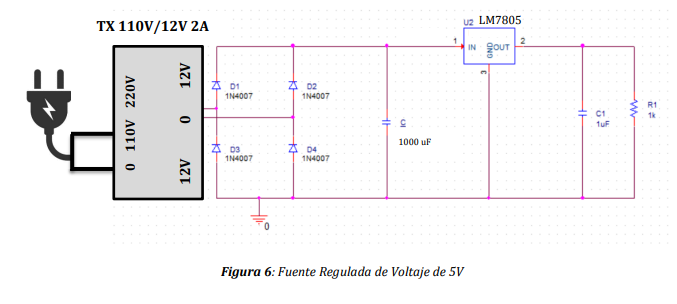 TX 110V/12V 2A
U2 LM7805
1 IN OUT 2
GND
3
0 110V 220V
12V 0 12V
D1
1N4007
D2
1N4007
D3
1N4007
D4
1N4007
1000 uF
C1
1uF
R1
1k
0
Figura 6: Fuente Regulada de Voltaje de 5V